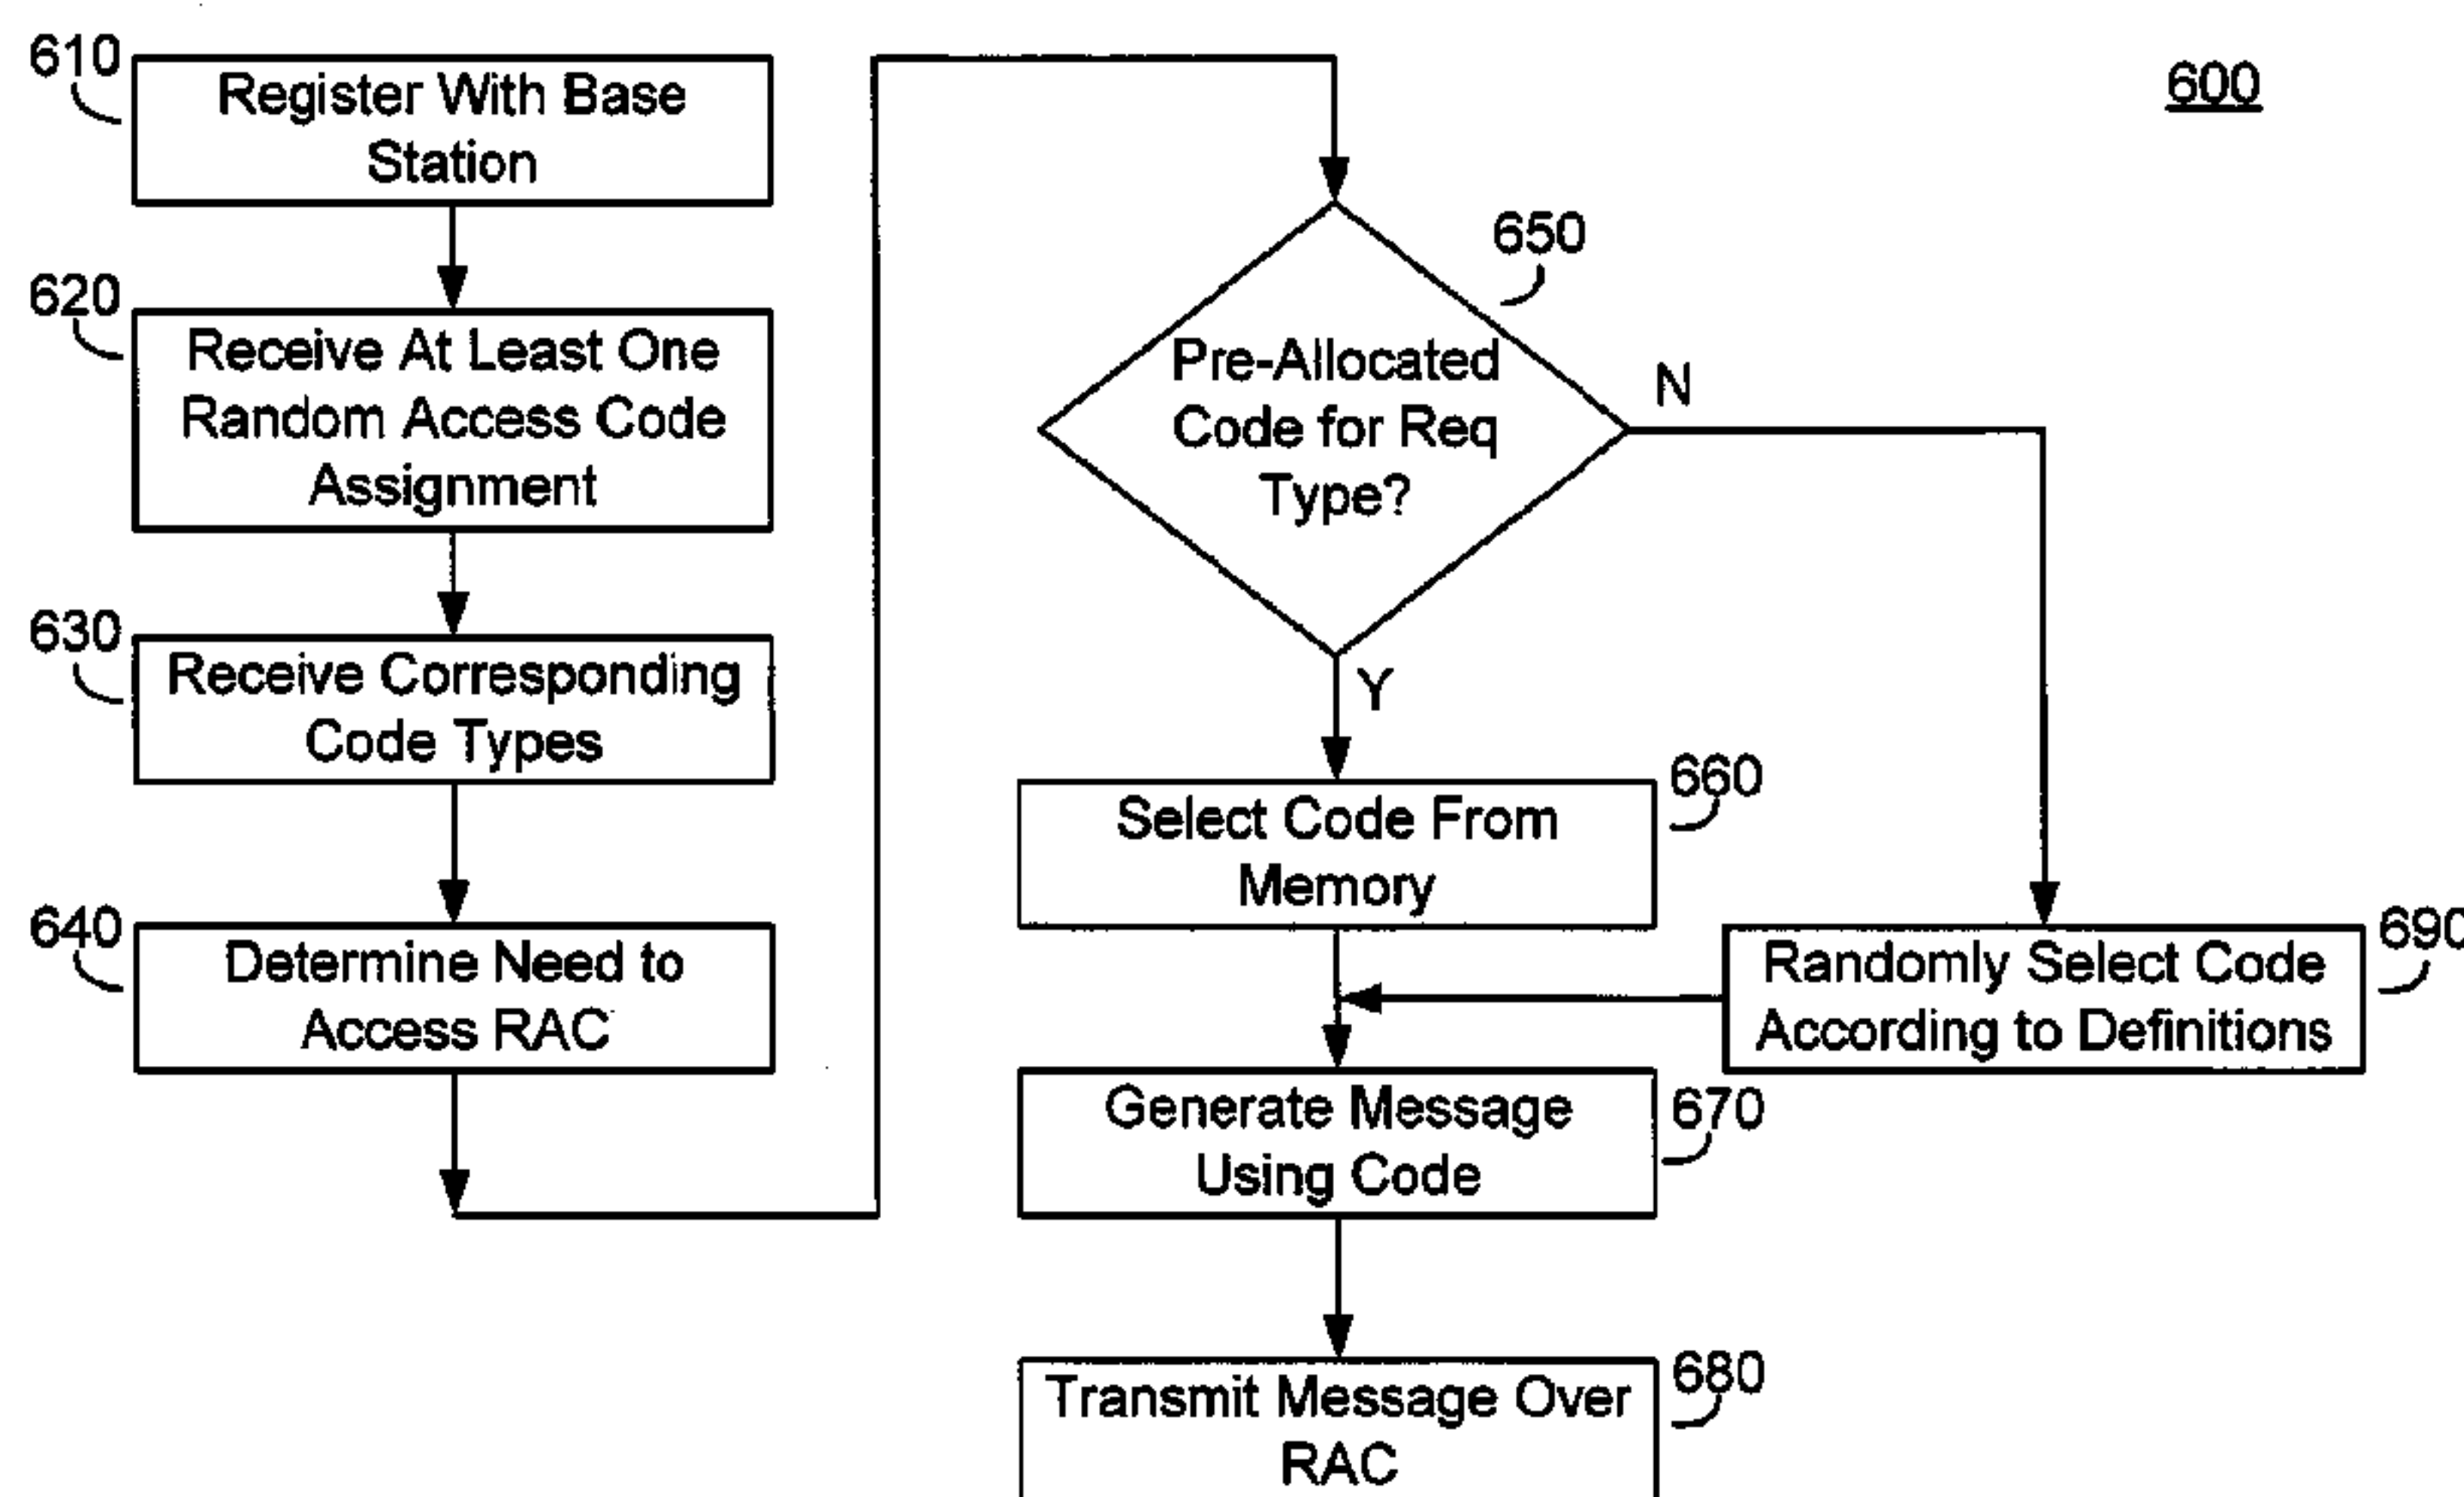 600
610
Register With Base
Station
620
Receive At Least One
Random Access Code
Assignment
630
Receive Corresponding
Code Types
640
Determine Need to
Access RAC
650
Pre-Allocated
Code for Req
Type?
N
Y
660
Select Code From
Memory
690
Randomly Select Code
According to Definitions
670
Generate Message
Using Code
680
Transmit Message Over
RAC